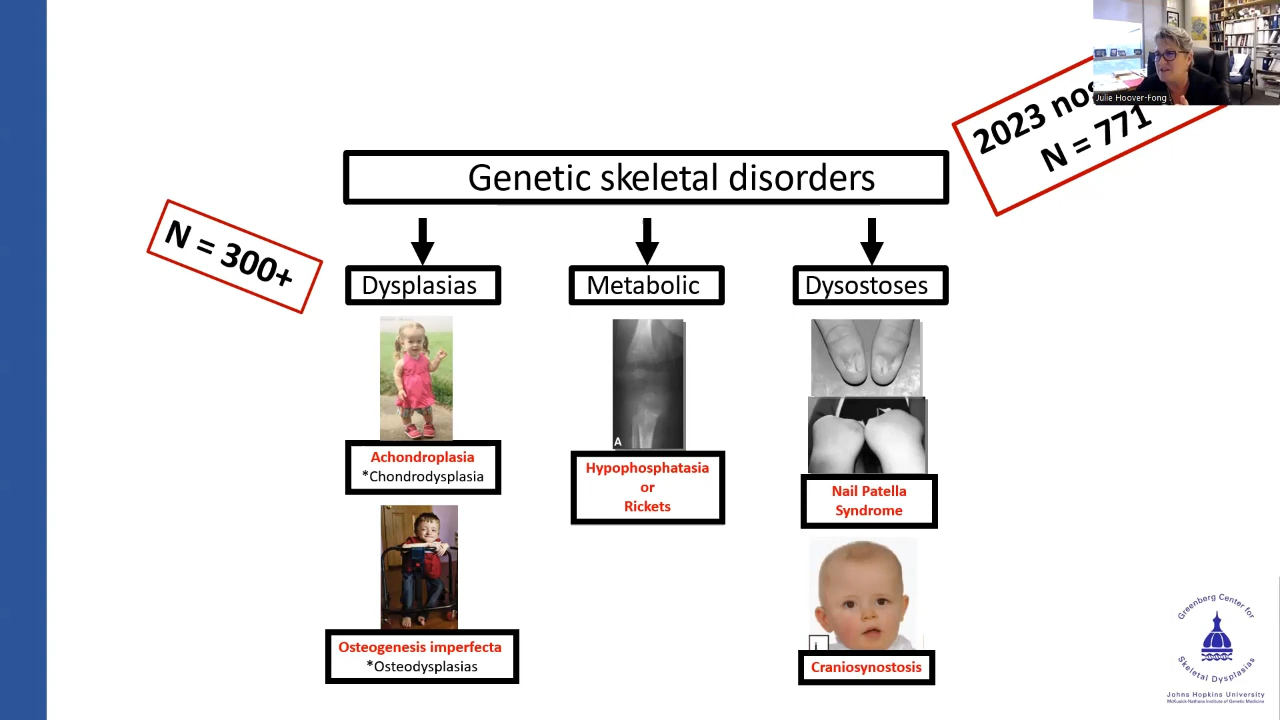 Julie Hoover-Fong
2023
N = 771
Genetic skeletal disorders
N = 300+
Dysplasias
Metabolic
Dysostoses
A
Achondroplasia
*Chondrodysplasia
Hypophosphatasia
or
Rickets
Nail Patella
Syndrome
Osteogenesis imperfecta
*Osteodysplasias
Craniosynostosis
Greenberg Center for
Skeletal Dysplasias
Johns Hopkins University
McKusick-Nathans Institute of Genetic Medicine